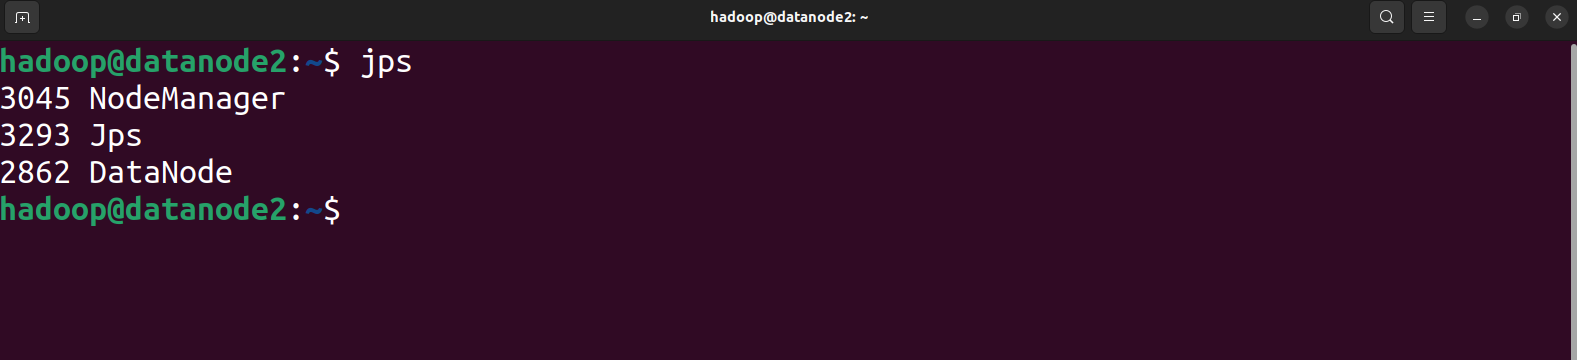 hadoop@datanode2: ~
hadoop@datanode2:~$ jps
3045 NodeManager
3293 Jps
2862 DataNode
hadoop@datanode2:~$